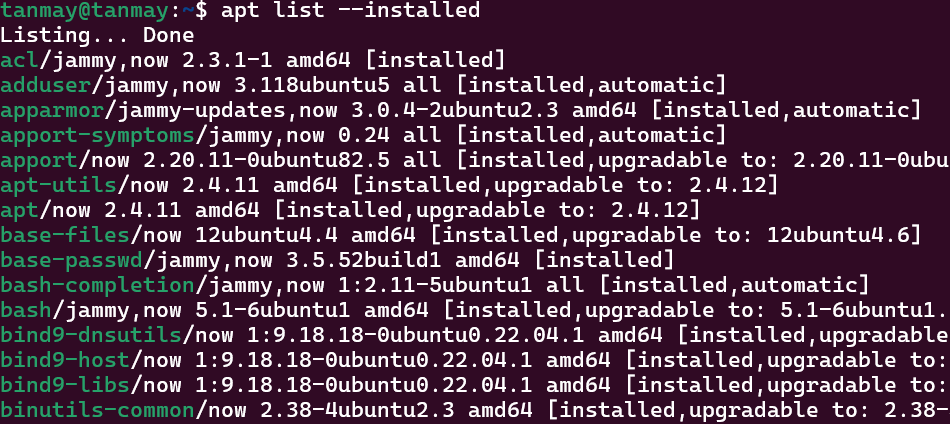 tanmay@tanmay:~$ apt list --installed
Listing... Done
acl/jammy,now 2.3.1-1 amd64 [installed]
adduser/jammy,now 3.118ubuntu5 all [installed,automatic]
apparmor/jammy-updates,now 3.0.4-2ubuntu2.3 amd64 [installed,automatic]
apport-symptoms/jammy,now 0.24 all [installed,automatic]
apport/now 2.20.11-0ubuntu82.5 all [installed,upgradable to: 2.20.11-0ubu
apt-utils/now 2.4.11 amd64 [installed,upgradable to: 2.4.12]
apt/now 2.4.11 amd64 [installed,upgradable to: 2.4.12]
base-files/now 12ubuntu4.4 amd64 [installed,upgradable to: 12ubuntu4.6]
base-passwd/jammy,now 3.5.52build1 amd64 [installed]
bash-completion/jammy,now 1:2.11-5ubuntu1 all [installed,automatic]
bash/jammy,now 5.1-6ubuntu1 amd64 [installed,upgradable to: 5.1-6ubuntu1.
bind9-dnsutils/now 1:9.18.18-0ubuntu0.22.04.1 amd64 [installed,upgradable
bind9-host/now 1:9.18.18-0ubuntu0.22.04.1 amd64 [installed,upgradable to:
bind9-libs/now 1:9.18.18-0ubuntu0.22.04.1 amd64 [installed,upgradable to:
binutils-common/now 2.38-4ubuntu2.3 amd64 [installed,upgradable to: 2.38-